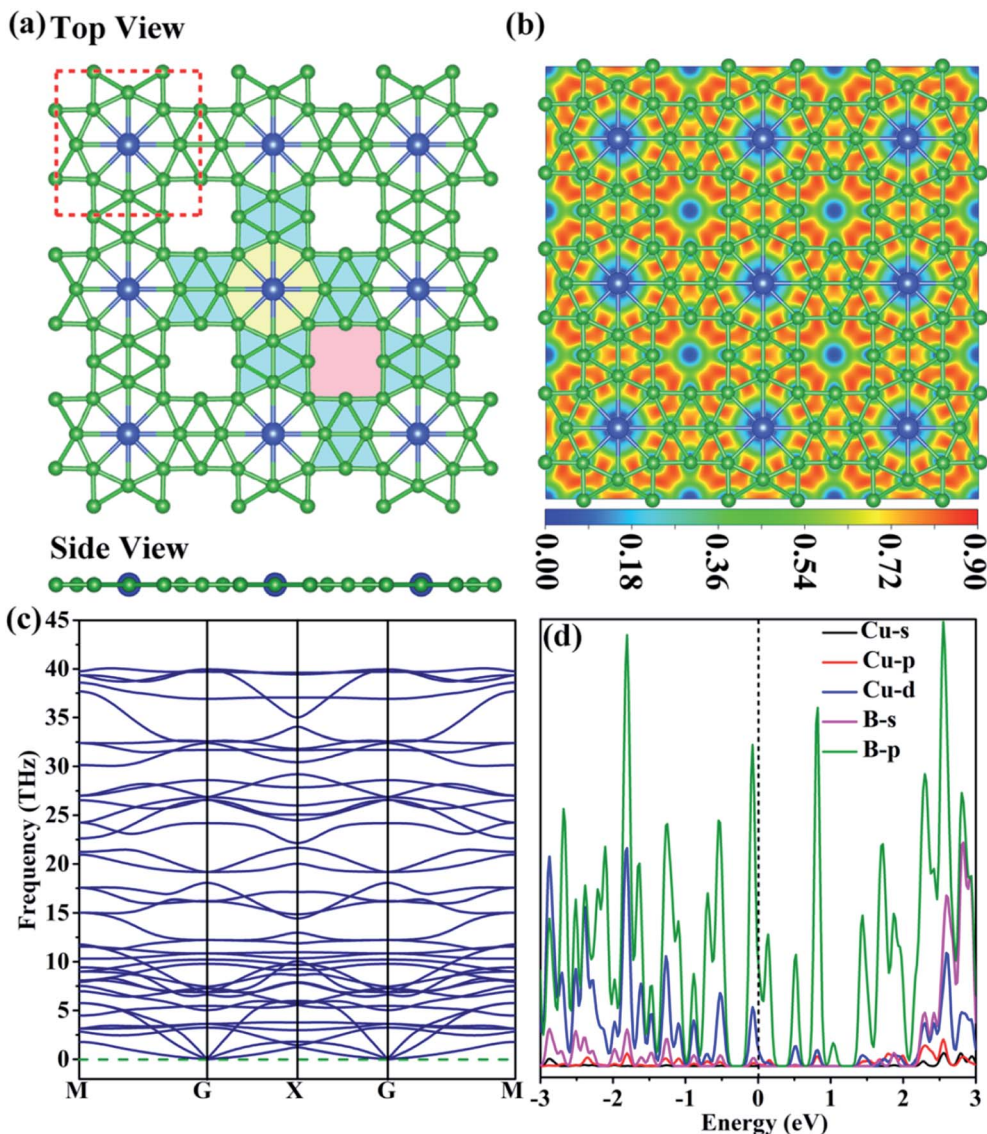 (a) Top View
(b)
Side View
0.00 0.18 0.36 0.54 0.72 0.90
(c)
45
40
35
30
25
20
15
10
5
0
Frequency (THz)
M G X G M
(d)
Cu-s
Cu-p
Cu-d
B-s
B-p
-3 -2 -1 0 1 2 3
Energy (eV)